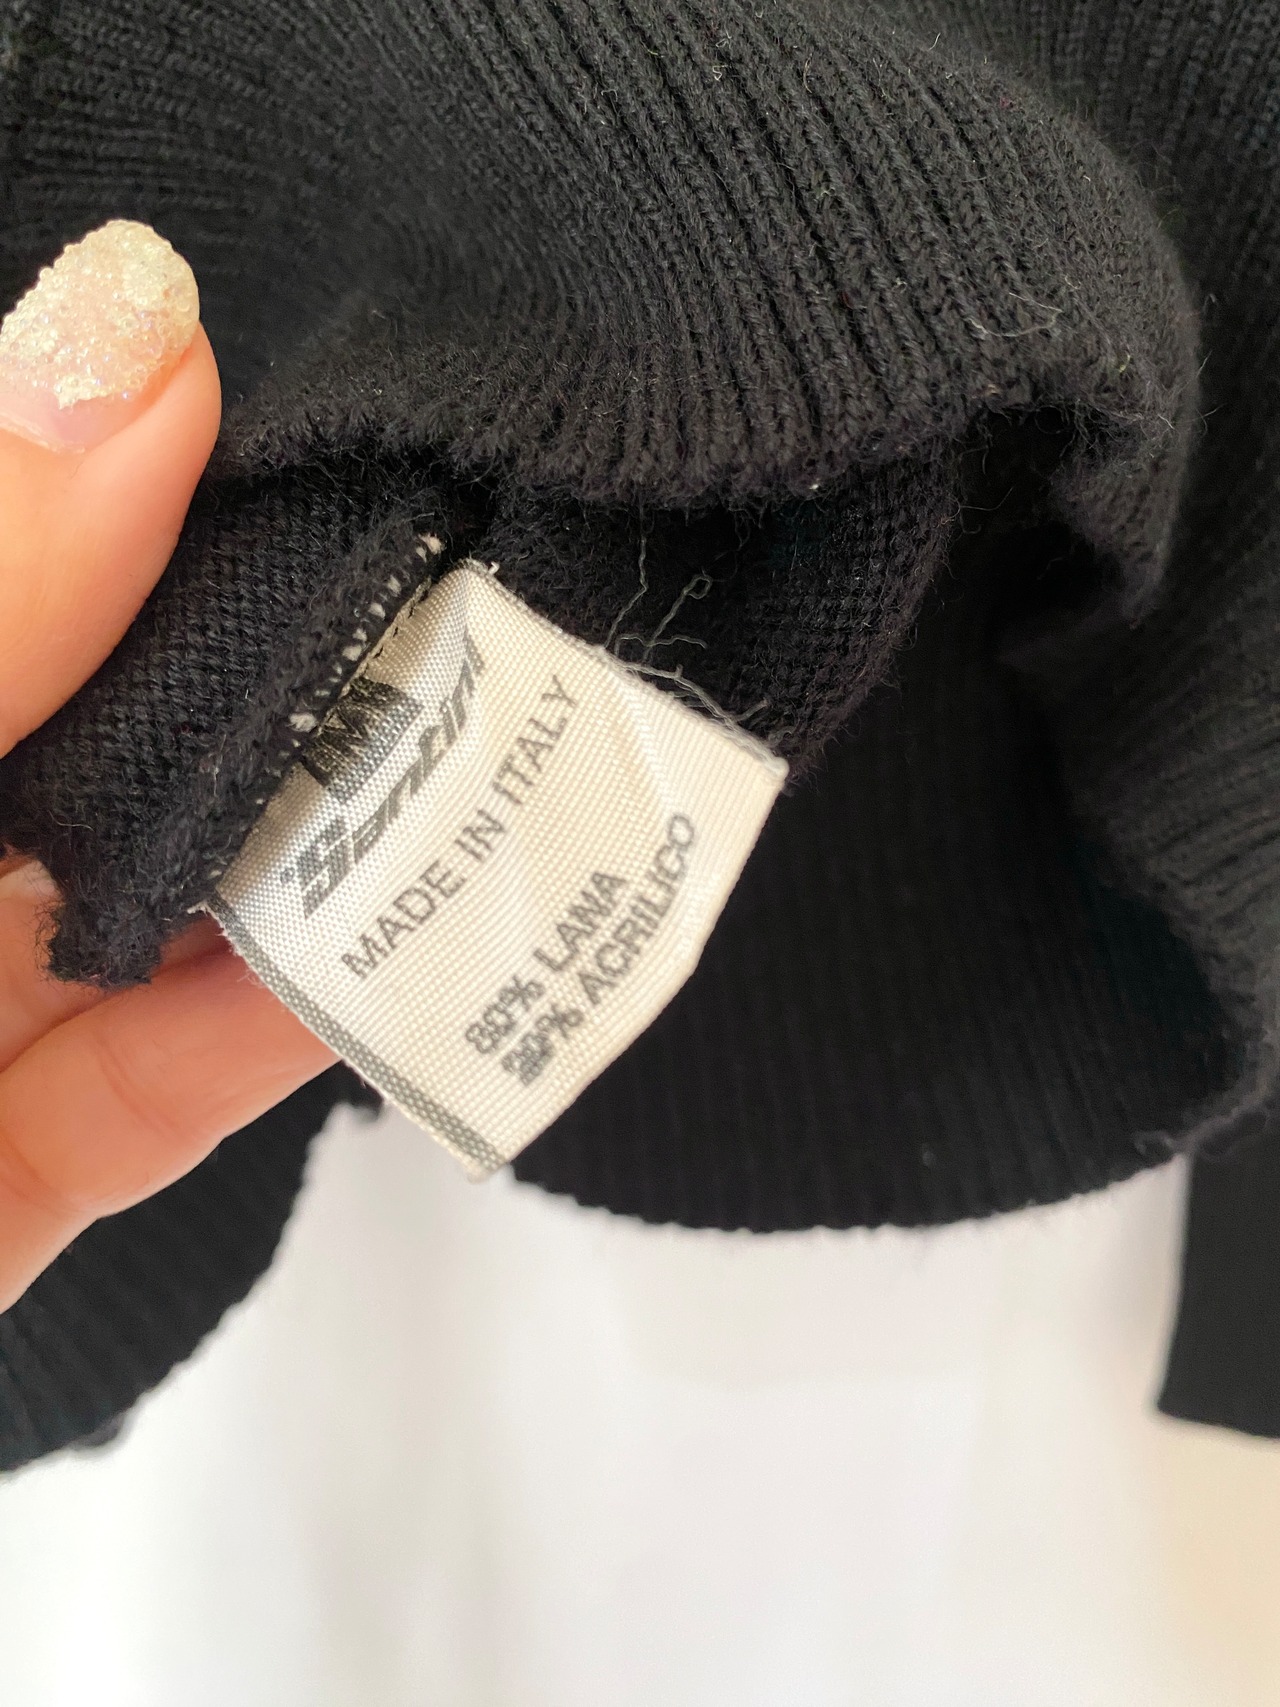 Santini
MADE IN ITALY
80% LANA
20% ACRILICO